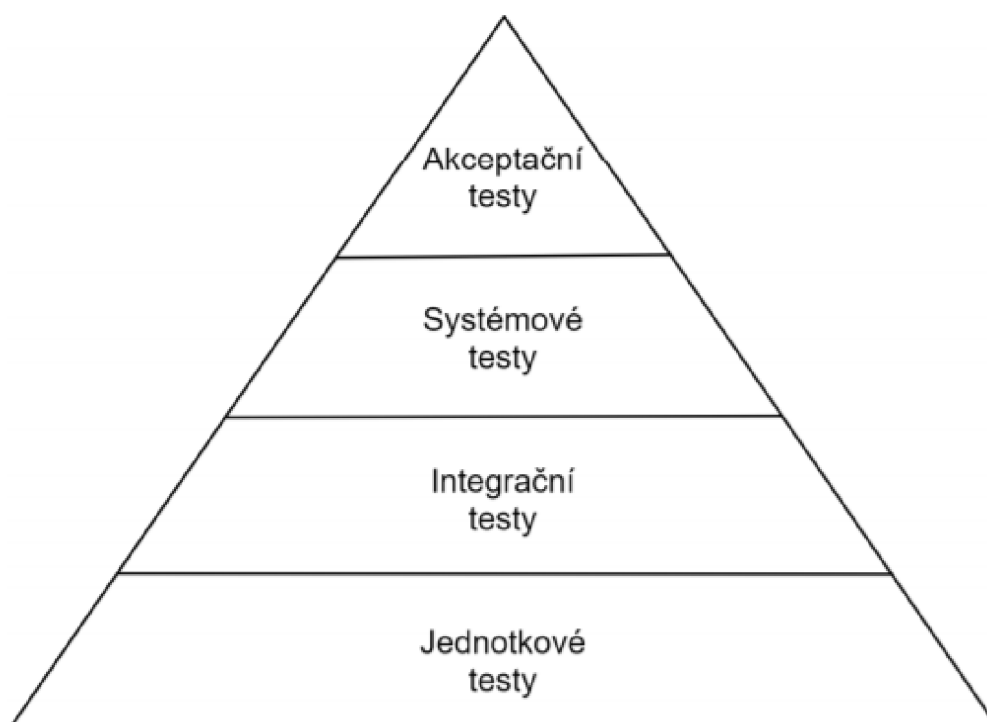 Akceptační
testy
Systémové
testy
Integrační
testy
Jednotkové
testy